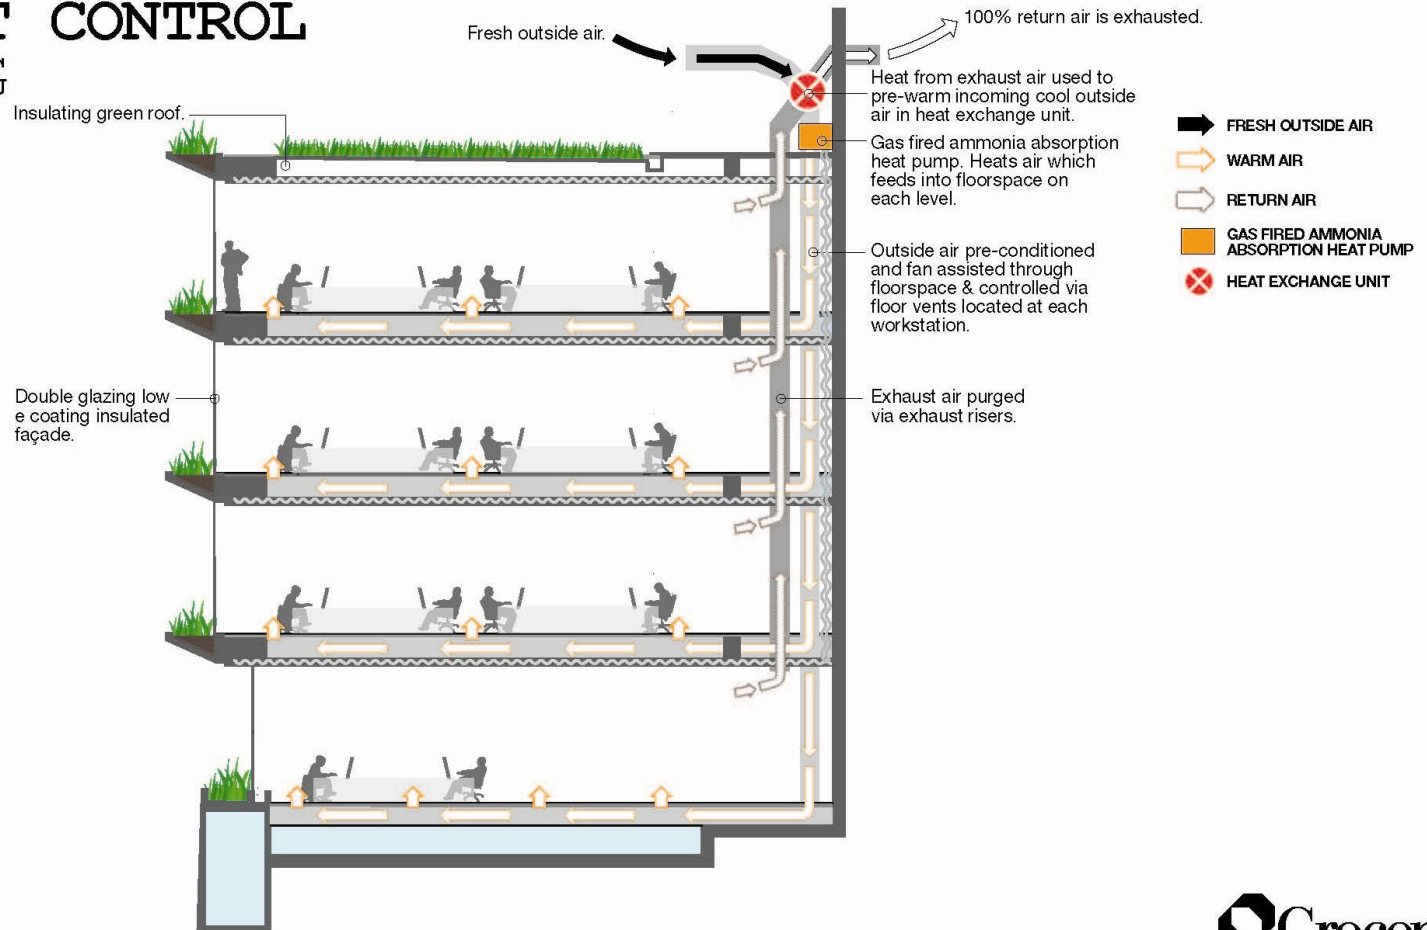 CONTROL
Fresh outside air.
100% return air is exhausted.
Insulating green roof.
Heat from exhaust air used to
pre-warm incoming cool outside
air in heat exchange unit.
Gas fired ammonia absorption
heat pump. Heats air which
feeds into floorspace on
each level.
Outside air pre-conditioned
and fan assisted through
floorspace & controlled via
floor vents located at each
workstation.
Double glazing low
e coating insulated
façade.
Exhaust air purged
via exhaust risers.
FRESH OUTSIDE AIR
WARM AIR
RETURN AIR
GAS FIRED AMMONIA
ABSORPTION HEAT PUMP
HEAT EXCHANGE UNIT